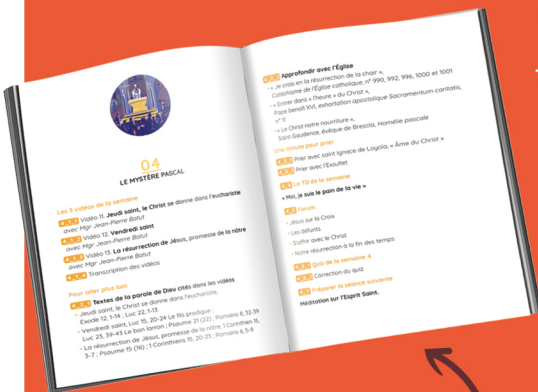 04
LE MYSTÈRE PASCAL
Les 3 vidéos de la semaine
4.1.1 Vidéo 11. Jeudi saint, le Christ se donne dans l'eucharistie
avec Mgr Jean-Pierre Batut
4.1.2 Vidéo 12. Vendredi saint
avec Mgr Jean-Pierre Batut
4.1.3 Vidéo 13. La résurrection de Jésus, promesse de la nôtre
avec Mgr Jean-Pierre Batut
4.1.4 Transcription des vidéos
Pour aller plus loin
4.2.1 Textes de la parole de Dieu cités dans les vidéos
• Jeudi saint, le Christ se donne dans l'eucharistie,
Exode 12, 1-14 ; Luc 22, 1-13
• Vendredi saint, Luc 15, 20-24 Le fils prodigue ;
Luc 23, 39-43 Le bon larron ; Psaume 21 (22) ; Romains 8, 32-39
• La résurrection de Jésus, promesse de la nôtre, 1 Corinthien 15,
3-7 ; Psaume 15 (16) ; 1 Corinthiens 15, 20-23 ; Romains 6, 5-9
4.2.2 Approfondir avec l'Église
• « Je crois en la résurrection de la chair »,
Catéchisme de l'Église catholique, n° 990, 992, 996, 1000 et 1001
• « Entrer dans « l'heure » du Christ »,
Pape benoît XVI, exhortation apostolique Sacramentum caritatis,
n° 11
• « Le Christ notre nourriture »,
Saint Gaudence, évêque de Brescia, Homélie pascale
Une minute pour prier
4.3.1 Prier avec saint Ignace de Loyola, « Âme du Christ »
4.3.2 Prier avec l'Exsultet
4.4 Le TD de la semaine
« Moi, je suis le pain de la vie »
4.5 Forum
• Jésus sur la Croix
• Les défunts
• S'offrir avec le Christ
• Notre résurrection à la fin des temps
Quiz de la semaine 4
Correction du quiz
4.7 Préparer la séance suivante
Méditation sur l'Esprit Saint.